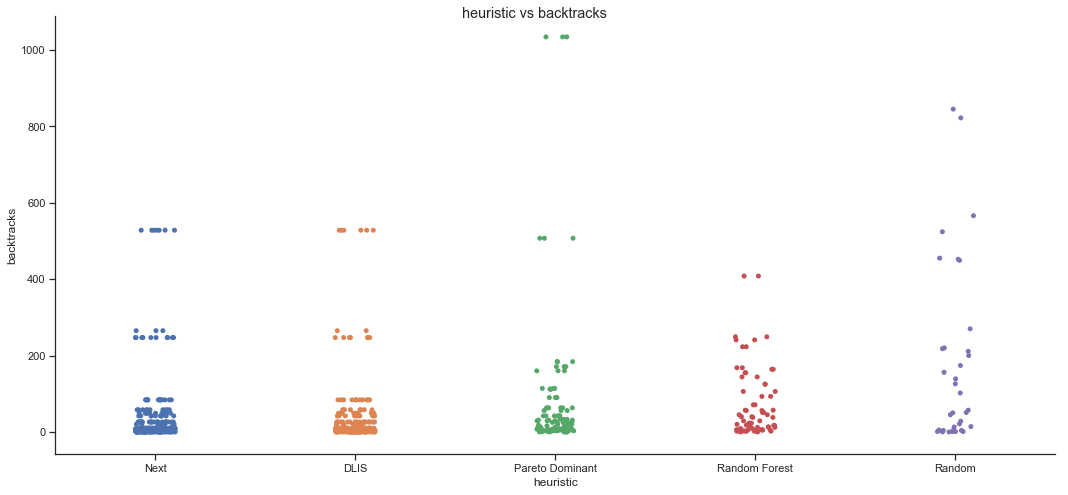 heuristic vs backtracks
1000
800
600
400
200
0
backtracks
Next DLIS Pareto Dominant Random Forest Random
heuristic